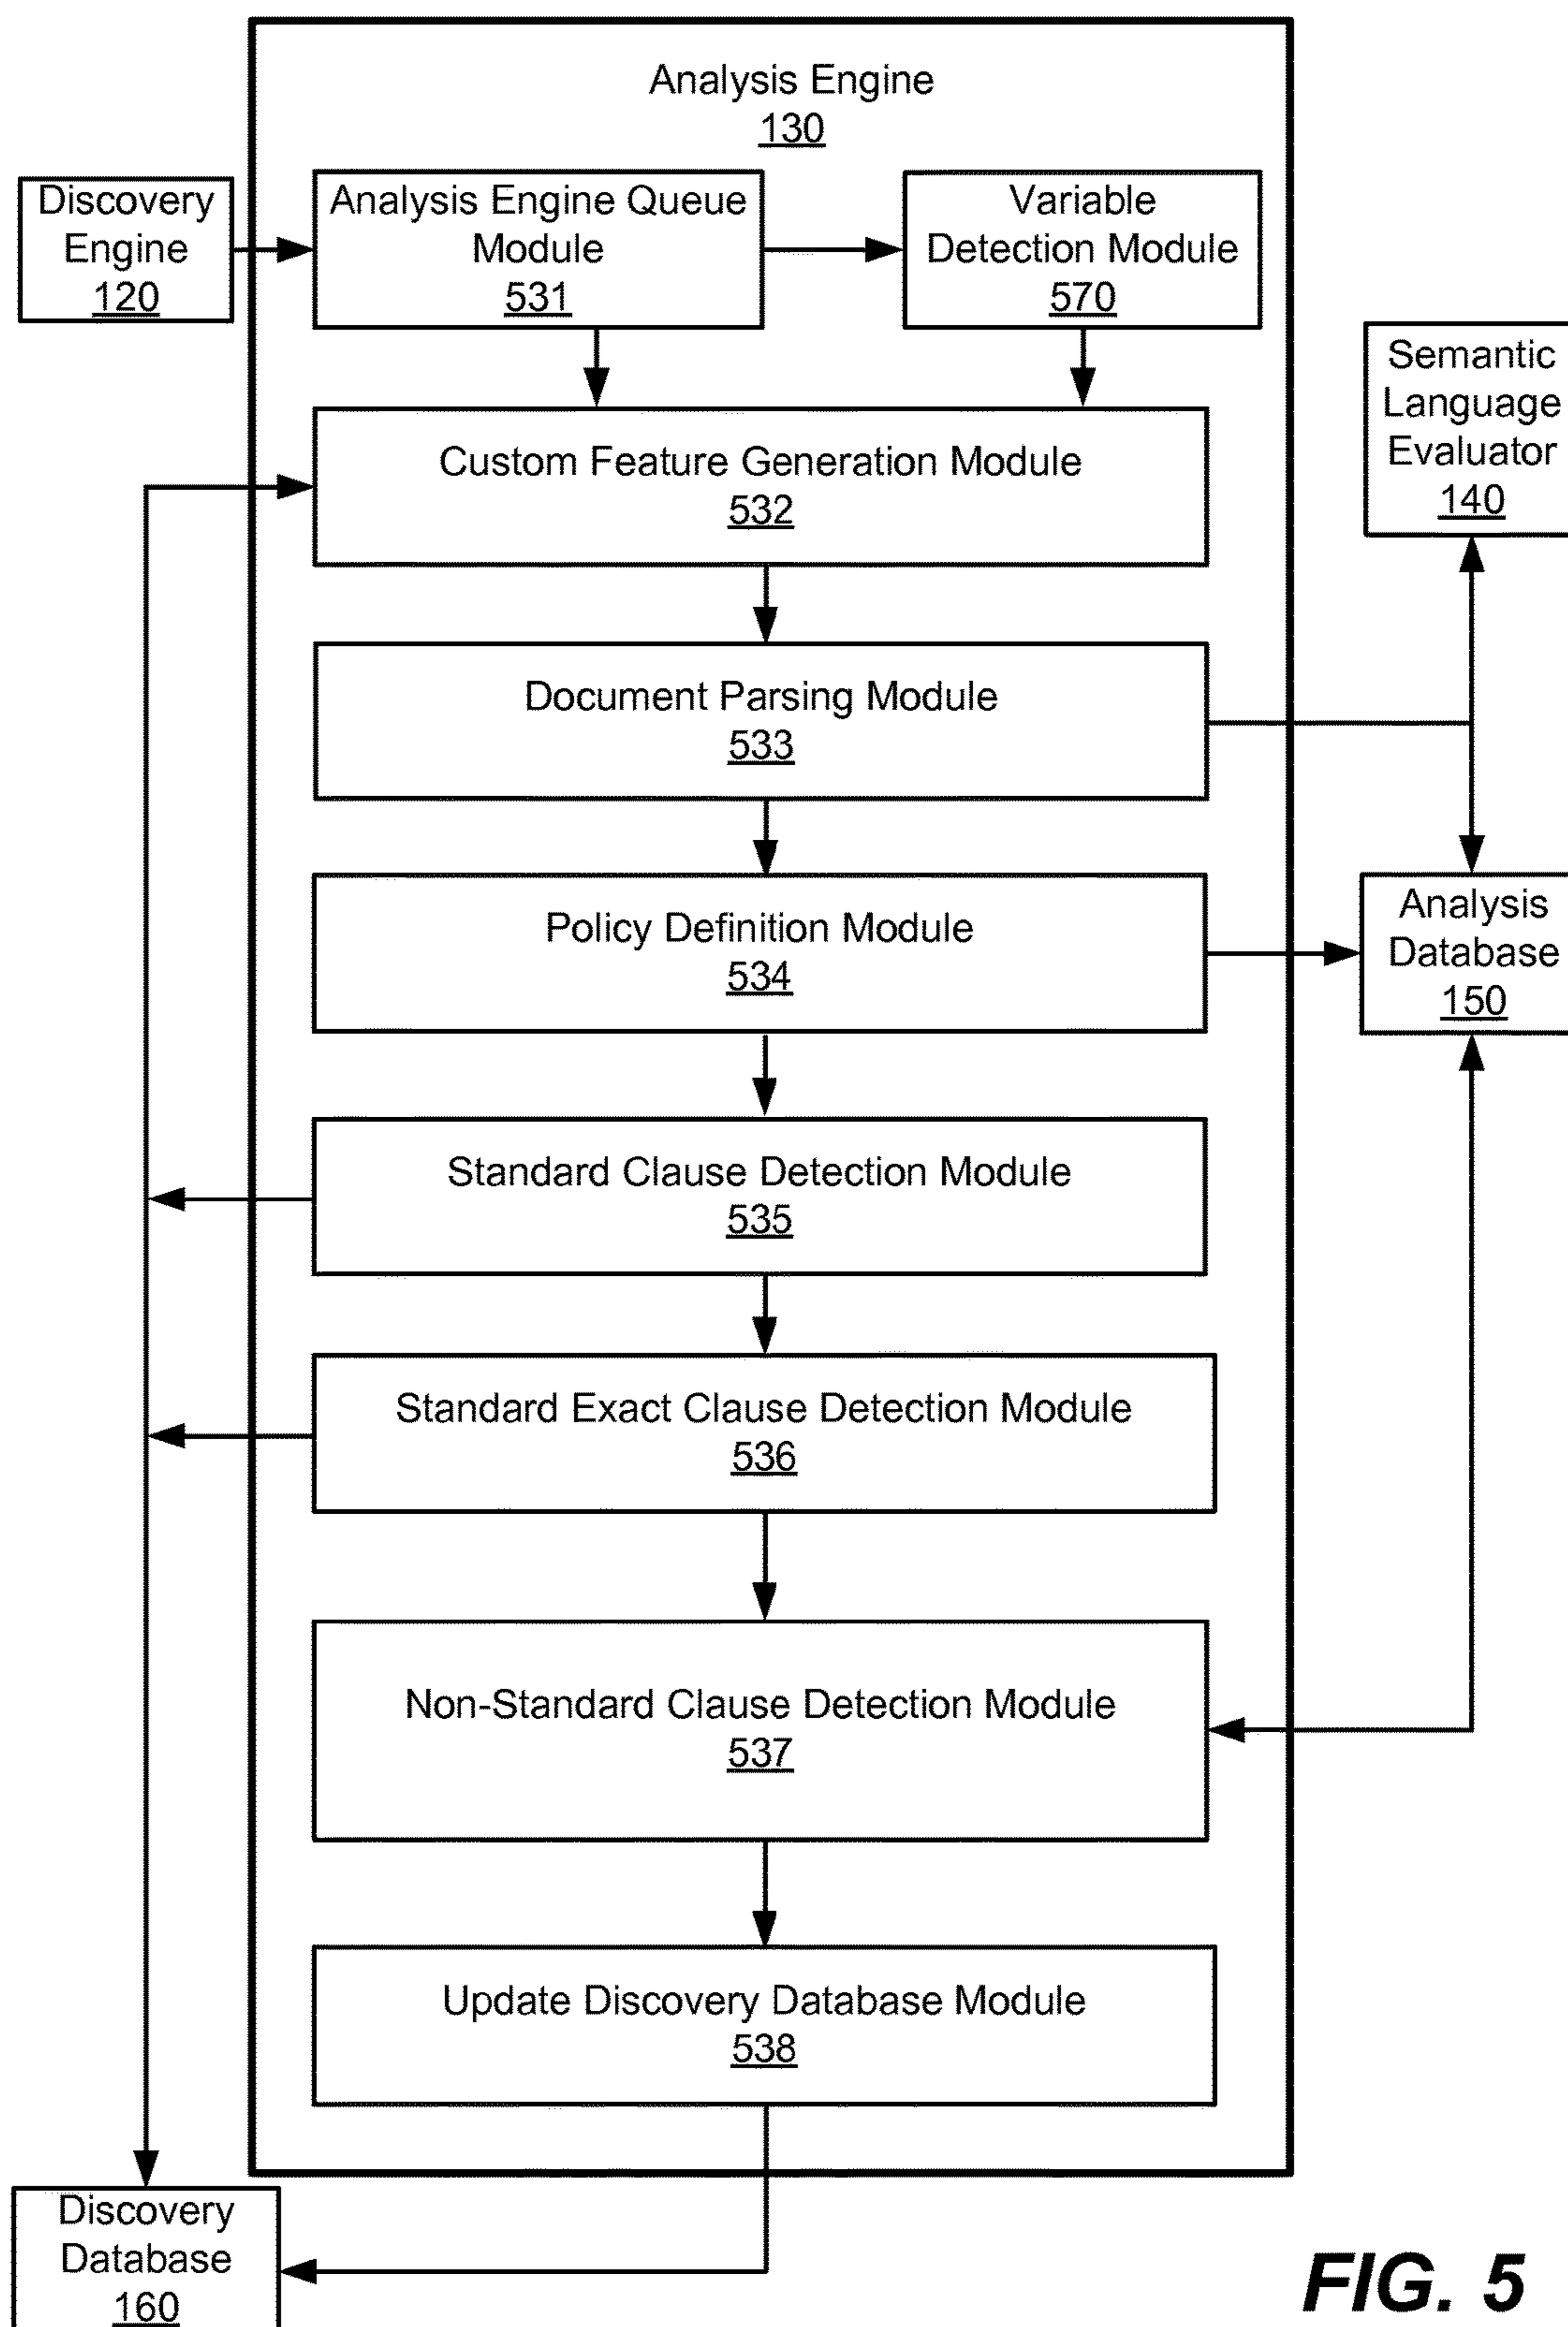 Analysis Engine
130
Discovery
Engine
120
Analysis Engine Queue
Module
531
Variable
Detection Module
570
Semantic
Language
Evaluator
140
Custom Feature Generation Module
532
Document Parsing Module
533
Policy Definition Module
534
Analysis
Database
150
Standard Clause Detection Module
535
Standard Exact Clause Detection Module
536
Non-Standard Clause Detection Module
537
Update Discovery Database Module
538
Discovery
Database
160
FIG. 5